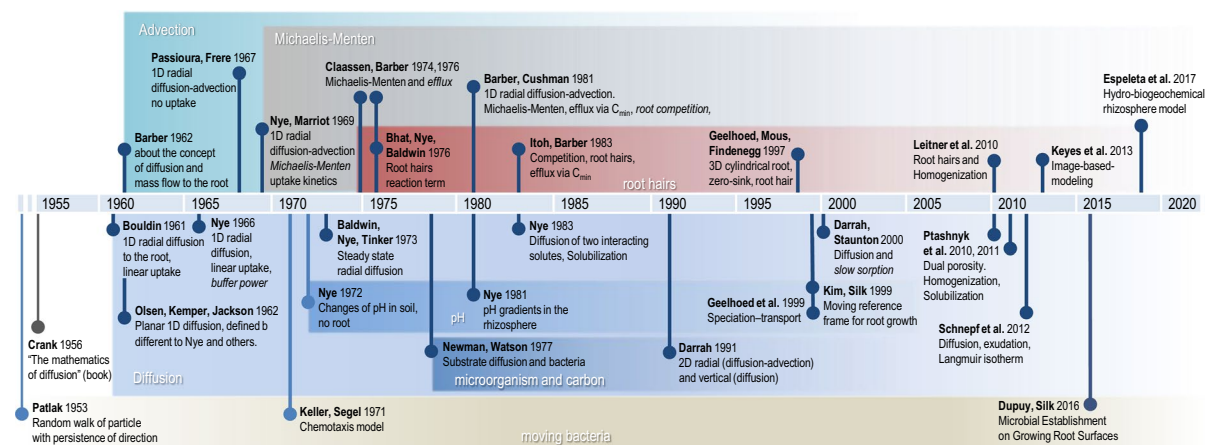 Advection
Michaelis-Menten
Passioura, Frere 1967
1D radial
diffusion-advection
no uptake
Claassen, Barber 1974,1976
Michaelis-Menten and efflux
Barber, Cushman 1981
1D radial diffusion-advection.
Michaelis-Menten, efflux via Cmin, root competition,
Espeleta et al. 2017
Hydro-biogeochemical
rhizosphere model
Barber 1962
about the concept
of diffusion and
mass flow to the root
Nye, Marriot 1969
1D radial
diffusion-advection
Michaelis-Menten
uptake kinetics
Bhat, Nye,
Baldwin 1976
Root hairs
reaction term
Itoh, Barber 1983
Competition, root hairs,
efflux via Cmin
root hairs
Geelhoed, Mous,
Findenegg 1997
3D cylindrical root,
zero-sink, root hair
Leitner et al. 2010
Root hairs and
Homogenization
Keyes et al. 2013
Image-based-
modeling
1955
1960
1965
1970
1975
1980
1983
1990
1995
2000
2005
2010
2015
2020
Bouldin 1961
1D radial diffusion
to the root,
linear uptake
Nye 1966
1D radial
diffusion,
linear uptake,
buffer power
Baldwin,
Nye, Tinker 1973
Steady state
radial diffusion
Nye 1983
Diffusion of two interacting
solutes, Solubilization
Darrah,
Staunton 2000
Diffusion and
slow sorption
Ptashnyk
et al. 2010, 2011
Dual porosity.
Homogenization,
Solubilization
Olsen, Kemper, Jackson 1962
Planar 1D diffusion, defined b
different to Nye and others.
Nye 1972
Changes of pH in soil,
no root
pH
Nye 1981
pH gradients in the
rhizosphere
Geelhoed et al. 1999
Speciation–transport
Kim, Silk 1999
Moving reference
frame for root growth
Schnepf et al. 2012
Diffusion, exudation,
Langmuir isotherm
Crank 1956
“The mathematics
of diffusion” (book)
Diffusion
Newman, Watson 1977
Substrate diffusion and bacteria
microorganism and carbon
Darrah 1991
2D radial (diffusion-advection)
and vertical (diffusion)
Patlak 1953
Random walk of particle
with persistence of direction
Keller, Segel 1971
Chemotaxis model
moving bacteria
Dupuy, Silk 2016
Microbial Establishment
on Growing Root Surfaces